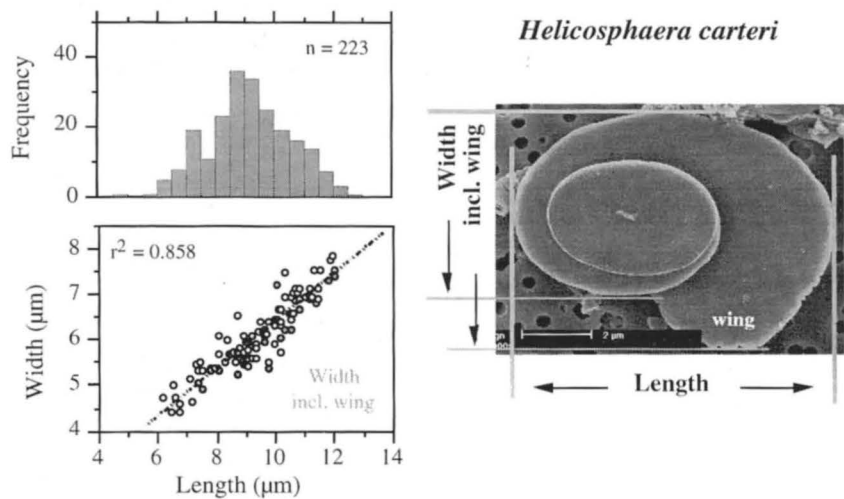 Helicosphaera carteri
n = 223
Frequency
40
20
0
r² = 0.858
Width (µm)
8
7
6
5
4
Width
incl. wing
4 6 8 10 12 14
Length (µm)
Width
incl. wing
wing
2 µm
Length